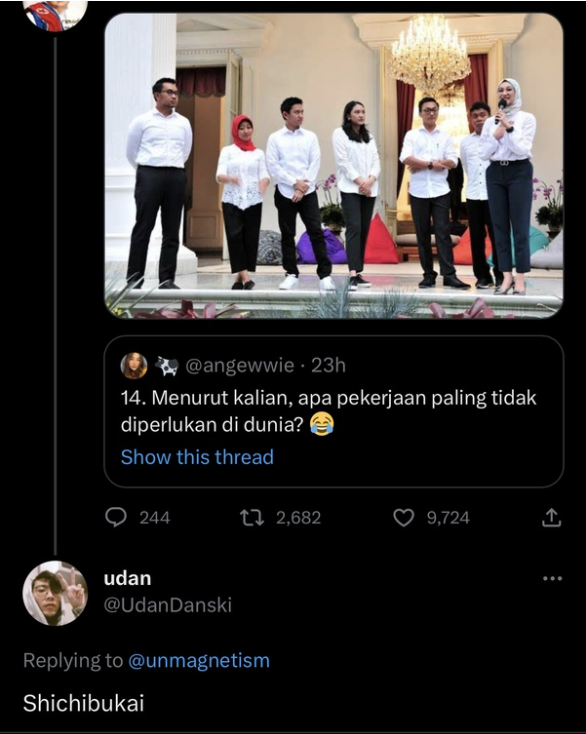 @angewwie · 23h
14. Menurut kalian, apa pekerjaan paling tidak
diperlukan di dunia? 😂
Show this thread
244 2,682 9,724
udan
@UdanDanski
Replying to @unmagnetism
Shichibukai